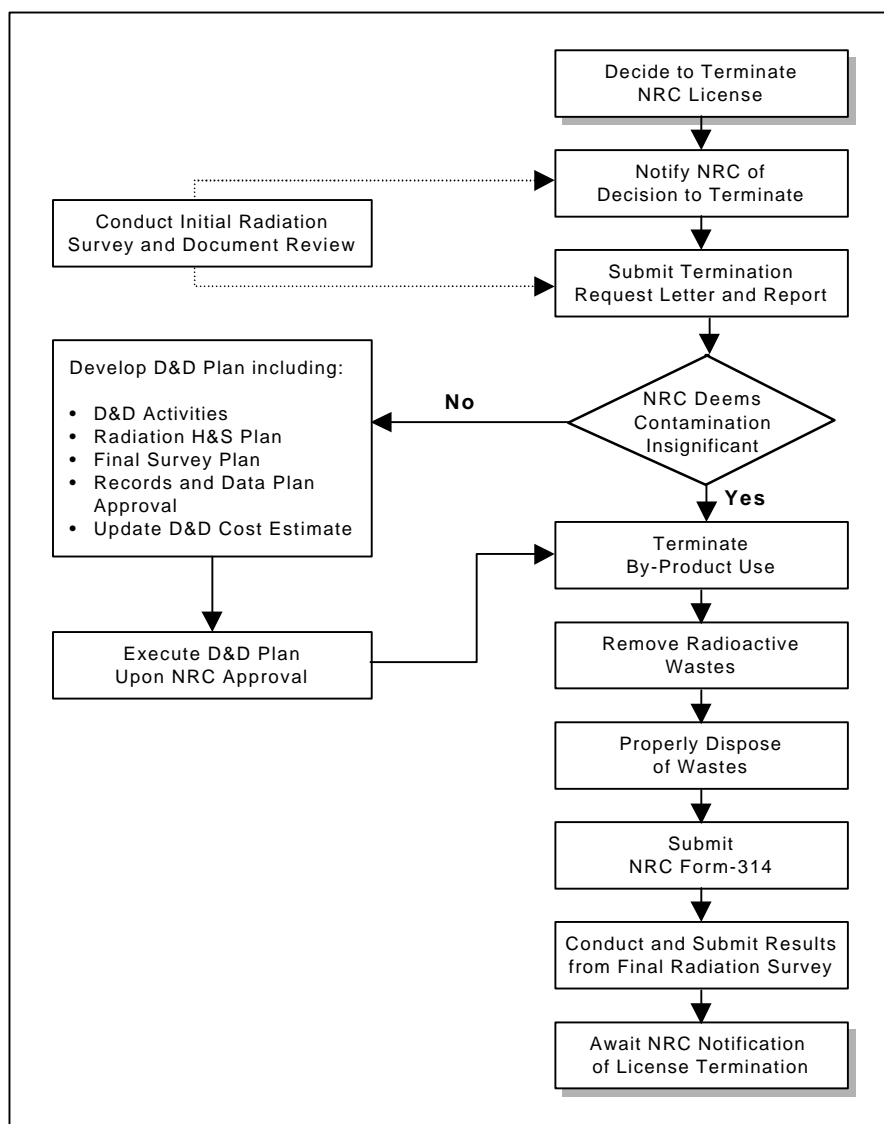 Decide to Terminate
NRC License
Notify NRC of
Decision to Terminate
Conduct Initial Radiation
Survey and Document Review
Submit Termination
Request Letter and Report
Develop D&D Plan including:
• D&D Activities
• Radiation H&S Plan
• Final Survey Plan
• Records and Data Plan
Approval
• Update D&D Cost Estimate
No
NRC Deems
Contamination
Insignificant
Yes
Terminate
By-Product Use
Execute D&D Plan
Upon NRC Approval
Remove Radioactive
Wastes
Properly Dispose
of Wastes
Submit
NRC Form-314
Conduct and Submit Results
from Final Radiation Survey
Await NRC Notification
of License Termination